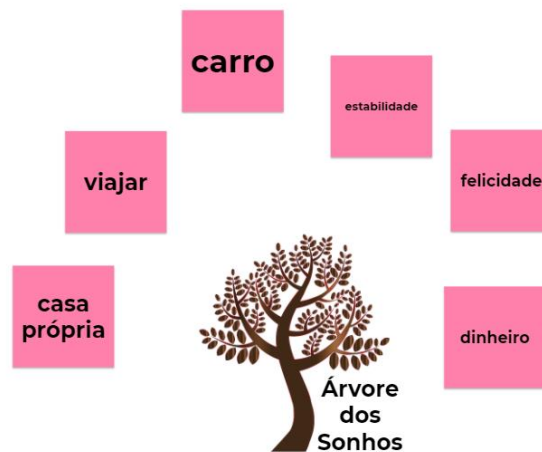 carro
estabilidade
viajar
felicidade
casa
própria
dinheiro
Árvore
dos
Sonhos